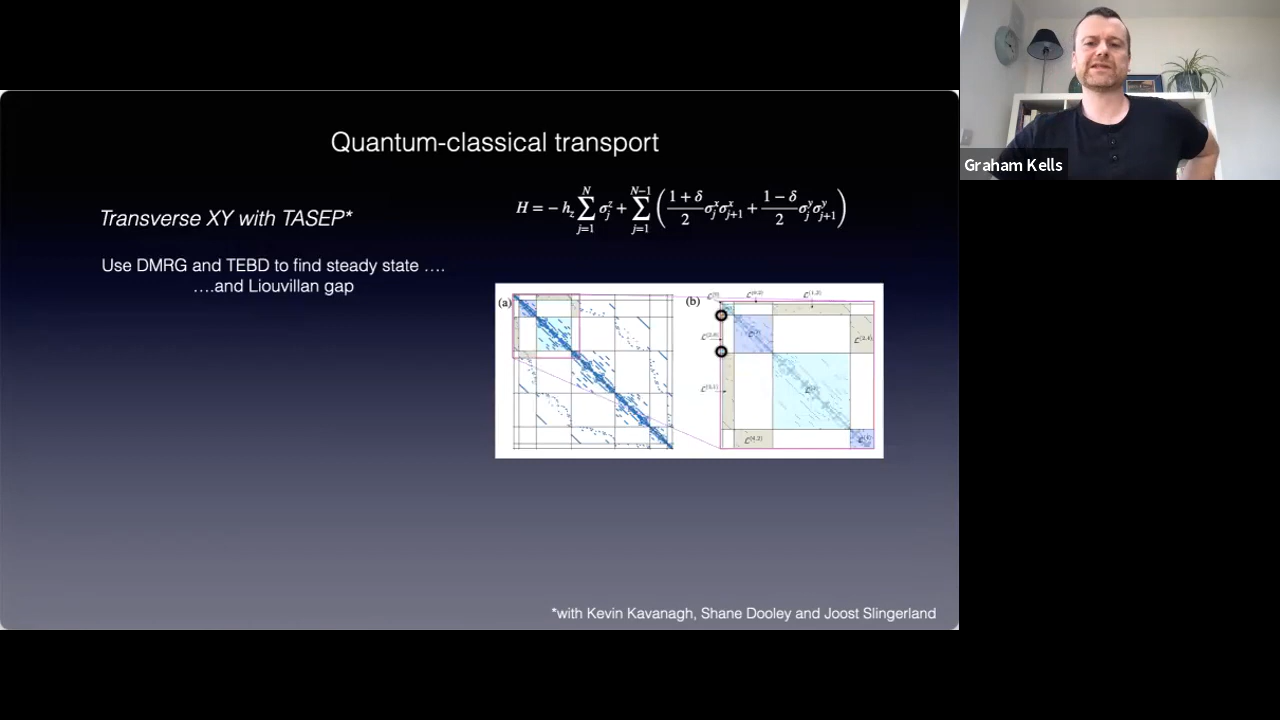 Graham Kells
Quantum-classical transport
Transverse XY with TASEP*
H = − h_z ∑_{j=1}^{N} σ_j^z + ∑_{j=1}^{N−1} ( (1 + δ)/2 σ_j^x σ_{j+1}^x + (1 − δ)/2 σ_j^y σ_{j+1}^y )
Use DMRG and TEBD to find steady state ....
....and Liouvillan gap
(a)
(b)
*with Kevin Kavanagh, Shane Dooley and Joost Slingerland